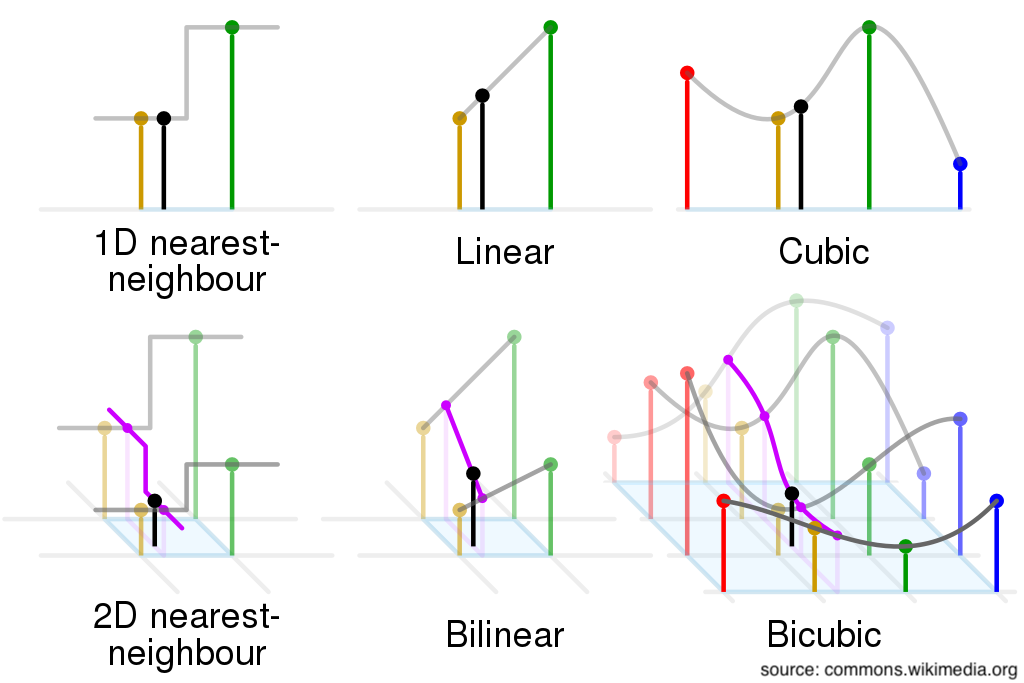 1D nearest-
neighbour
Linear
Cubic
2D nearest-
neighbour
Bilinear
Bicubic
source: commons.wikimedia.org